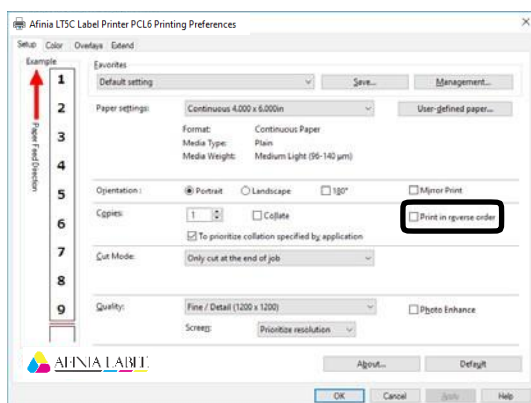 Afinia LT5C Label Printer PCL6 Printing Preferences
Setup Color Overlays Extend
Example
1
2
3
4
5
6
7
8
9
Paper Feed Direction
Favorites
Default setting Save... Management...
Paper settings: Continuous 4.000 x 6.000in User-defined paper...
Format: Continuous Paper
Media Type: Plain
Media Weight: Medium Light (96-140 µm)
Orientation : Portrait Landscape 180° Mirror Print
Copies: 1 Collate Print in reverse order
To prioritize collation specified by application
Cut Mode: Only cut at the end of job
Quality: Fine / Detail (1200 x 1200) Photo Enhance
Screen: Prioritize resolution
AFINIA LABEL
About... Default
OK Cancel Apply Help